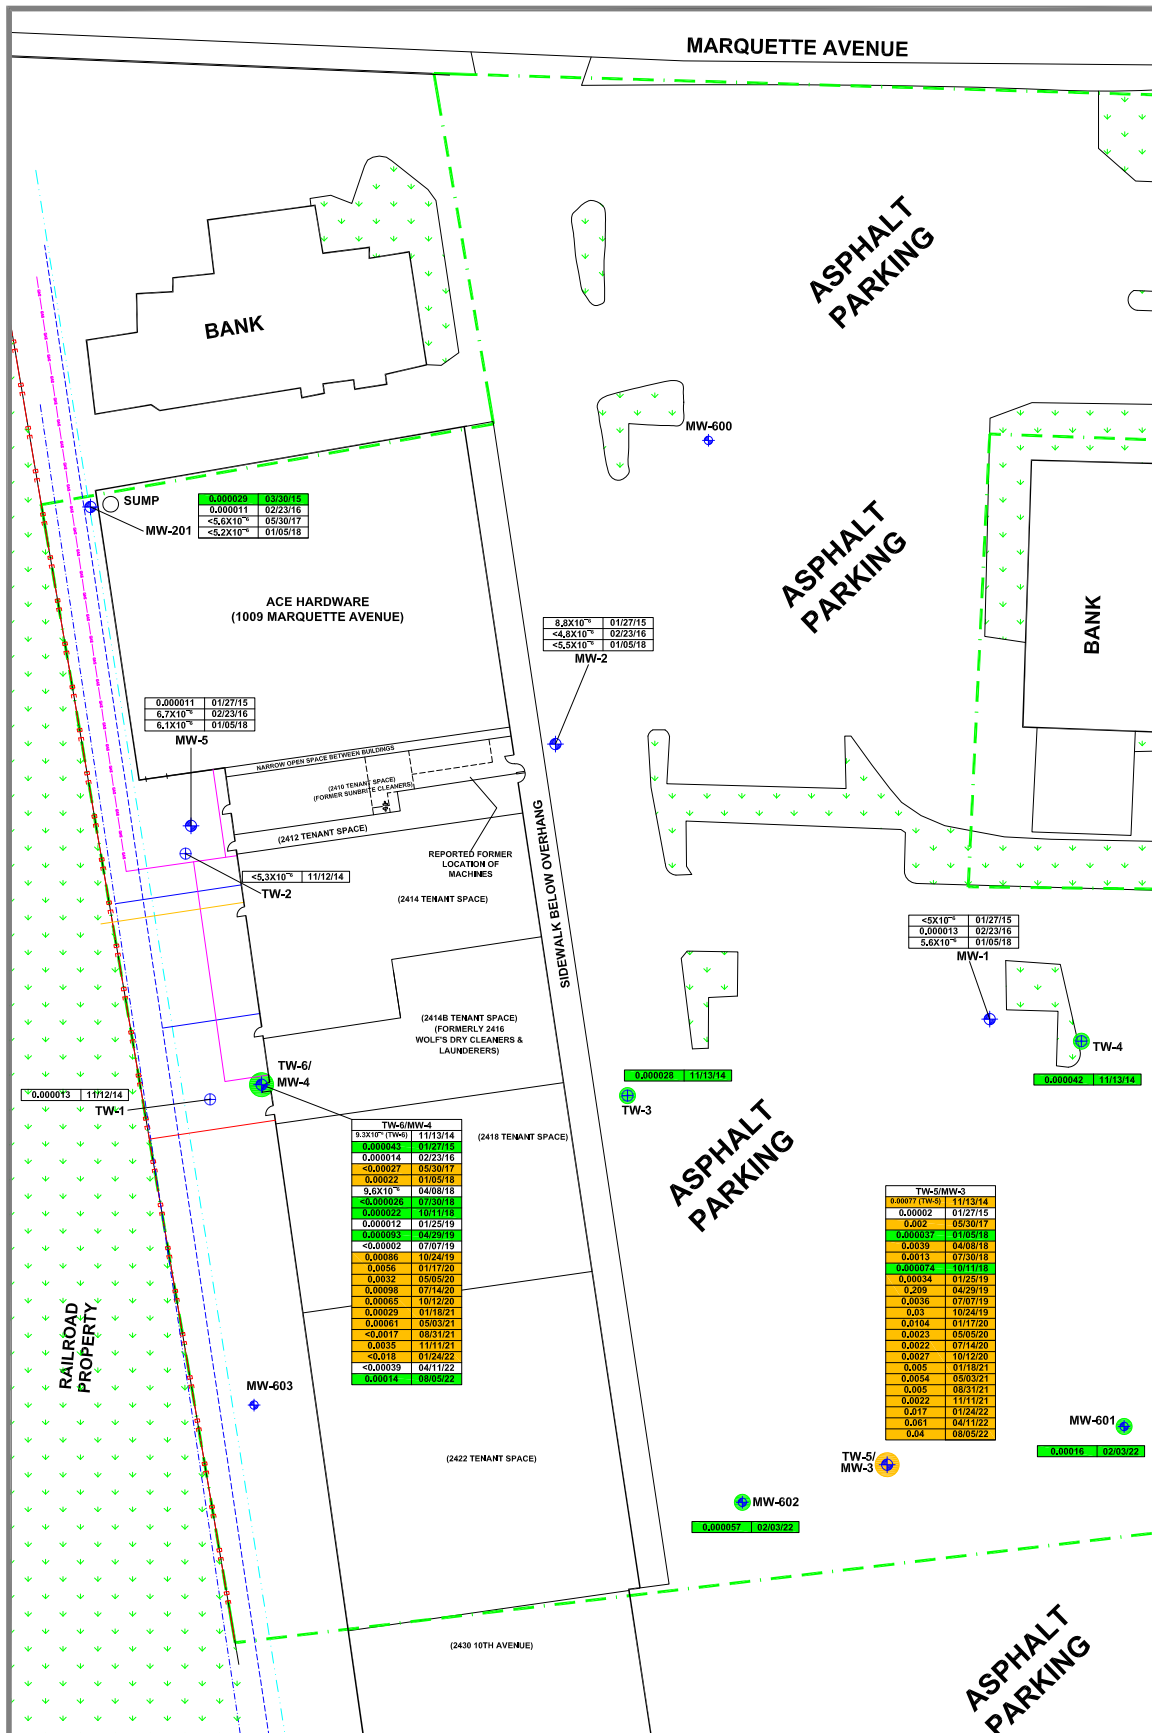 MARQUETTE AVENUE
ASPHALT
PARKING
BANK
MW-600
SUMP
MW-201
0.000029 03/30/15
0.000011 02/23/16
<5.6X10⁻⁶ 05/30/17
<5.2X10⁻⁶ 01/05/18
ASPHALT
PARKING
ACE HARDWARE
(1009 MARQUETTE AVENUE)
BANK
8.8X10⁻⁶ 01/27/15
<4.8X10⁻⁶ 02/23/16
<5.5X10⁻⁶ 01/05/18
MW-2
0.000011 01/27/15
6.7X10⁻⁶ 02/23/16
6.1X10⁻⁶ 01/05/18
MW-5
NARROW OPEN SPACE BETWEEN BUILDINGS
(2410 TENANT SPACE)
(FORMER SUNBRITE CLEANERS)
(2412 TENANT SPACE)
REPORTED FORMER
LOCATION OF
MACHINES
SIDEWALK BELOW OVERHANG
<5.3X10⁻⁶ 11/12/14
TW-2
(2414 TENANT SPACE)
<5X10⁻⁶ 01/27/15
0.000013 02/23/16
5.6X10⁻⁶ 01/05/18
MW-1
(2414B TENANT SPACE)
(FORMERLY 2416
WOLF'S DRY CLEANERS &
LAUNDERERS)
TW-4
0.000042 11/13/14
TW-6/
MW-4
0.000028 11/13/14
TW-3
0.000013 11/12/14
TW-1
TW-6/MW-4
9.3X10⁻⁶ (TW-6) 11/13/14
0.000043 01/27/15
0.000014 02/23/16
<0.00027 05/30/17
0.00022 01/05/18
9.6X10⁻⁶ 04/08/18
<0.000026 07/30/18
0.000022 10/11/18
0.000012 01/25/19
0.000093 04/29/19
<0.00002 07/07/19
0.00086 10/24/19
0.0056 01/17/20
0.0032 05/05/20
0.00098 07/14/20
0.00065 10/12/20
0.00029 01/18/21
0.00061 05/03/21
<0.0017 08/31/21
0.0035 11/11/21
<0.018 01/24/22
<0.00039 04/11/22
0.00014 08/05/22
(2418 TENANT SPACE)
ASPHALT
PARKING
TW-5/MW-3
0.00077 (TW-5) 11/13/14
0.00002 01/27/15
0.002 05/30/17
0.000037 01/05/18
0.0039 04/08/18
0.0013 07/30/18
0.000074 10/11/18
0.00034 01/25/19
0.209 04/29/19
0.0036 07/07/19
0.03 10/24/19
0.0104 01/17/20
0.0023 05/05/20
0.0022 07/14/20
0.0027 10/12/20
0.005 01/18/21
0.0054 05/03/21
0.005 08/31/21
0.0022 11/11/21
0.017 01/24/22
0.061 04/11/22
0.04 08/05/22
RAILROAD
PROPERTY
MW-603
MW-601
0.00016 02/03/22
(2422 TENANT SPACE)
TW-5/
MW-3
MW-602
0.000057 02/03/22
(2430 10TH AVENUE)
ASPHALT
PARKING